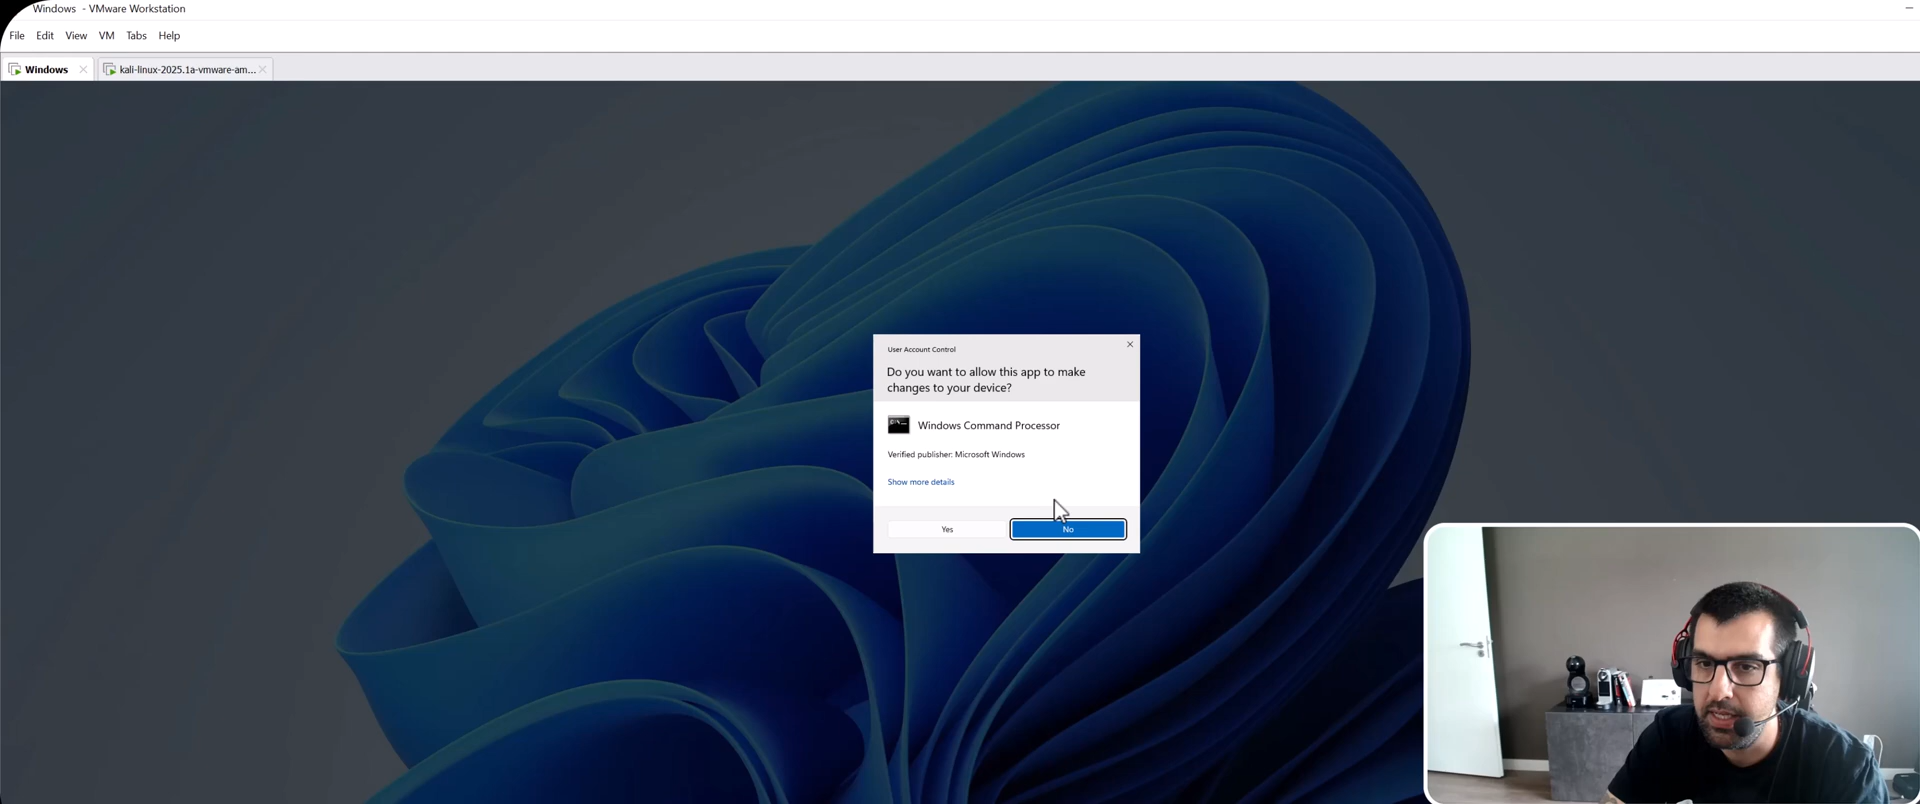 Windows - VMware Workstation
File Edit View VM Tabs Help
Windows kali-linux-2025.1a-vmware-am...
User Account Control
Do you want to allow this app to make
changes to your device?
Windows Command Processor
Verified publisher: Microsoft Windows
Show more details
Yes No